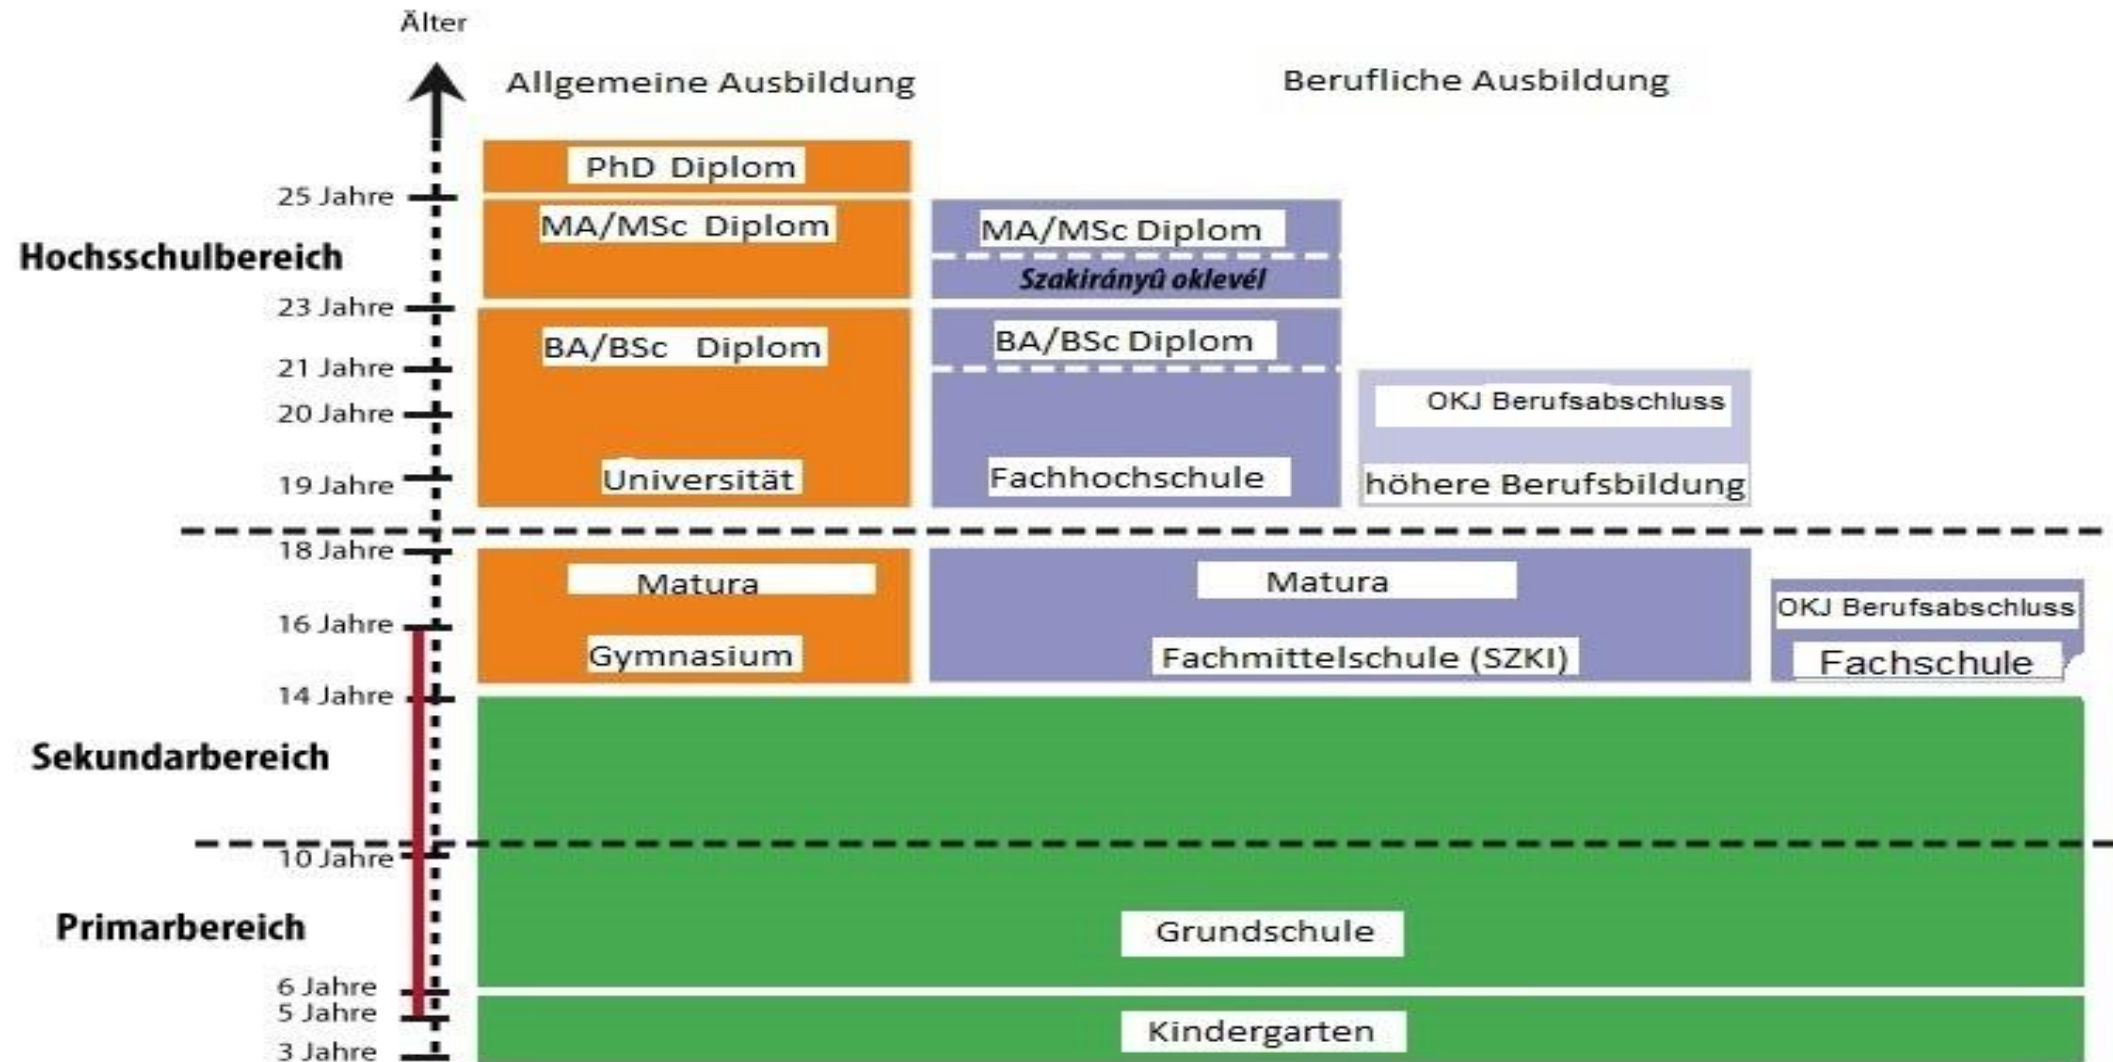 Älter
Allgemeine Ausbildung
Berufliche Ausbildung
PhD Diplom
25 Jahre
MA/MSc Diplom
MA/MSc Diplom
Hochsschulbereich
Szakirányû oklevél
23 Jahre
BA/BSc Diplom
BA/BSc Diplom
21 Jahre
20 Jahre
OKJ Berufsabschluss
19 Jahre
Universität
Fachhochschule
höhere Berufsbildung
18 Jahre
Matura
Matura
OKJ Berufsabschluss
16 Jahre
Gymnasium
Fachmittelschule (SZKI)
Fachschule
14 Jahre
Sekundarbereich
10 Jahre
Primarbereich
Grundschule
6 Jahre
5 Jahre
Kindergarten
3 Jahre